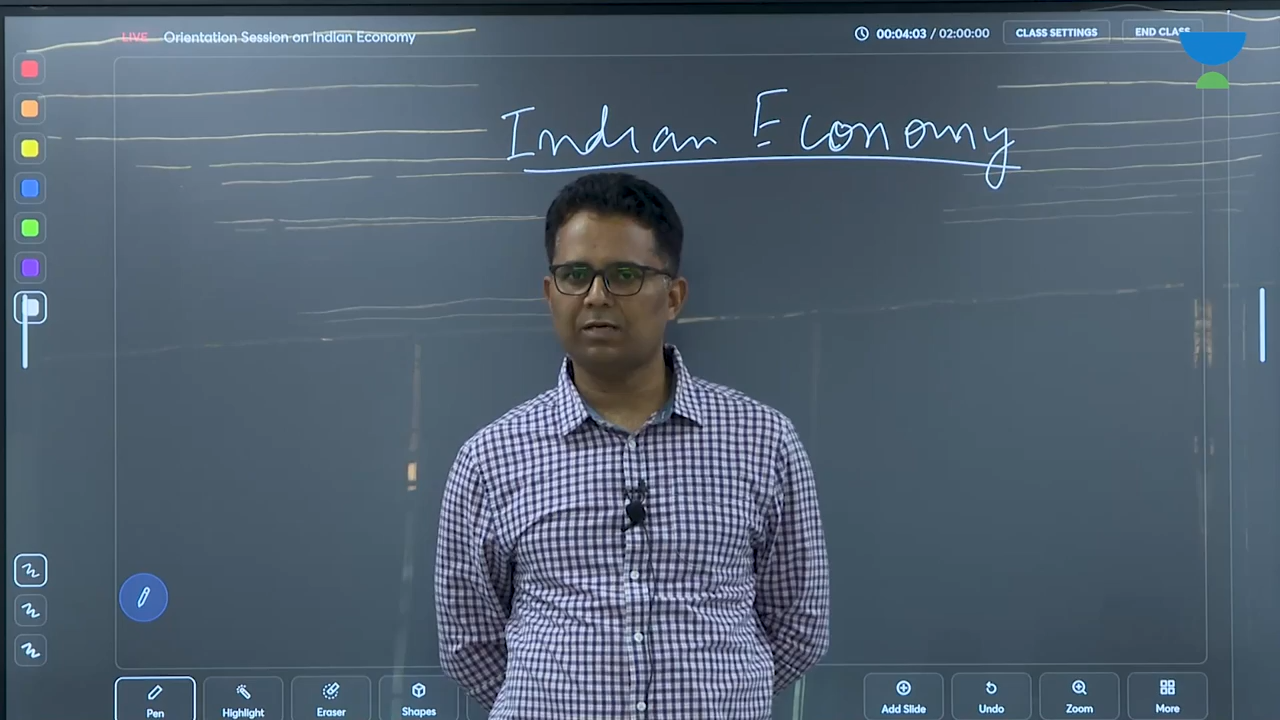 LIVE Orientation Session on Indian Economy
00:04:03 / 02:00:00
CLASS SETTINGS
END CLASS
Indian Economy
Pen
Highlight
Eraser
Shapes
Add Slide
Undo
Zoom
More